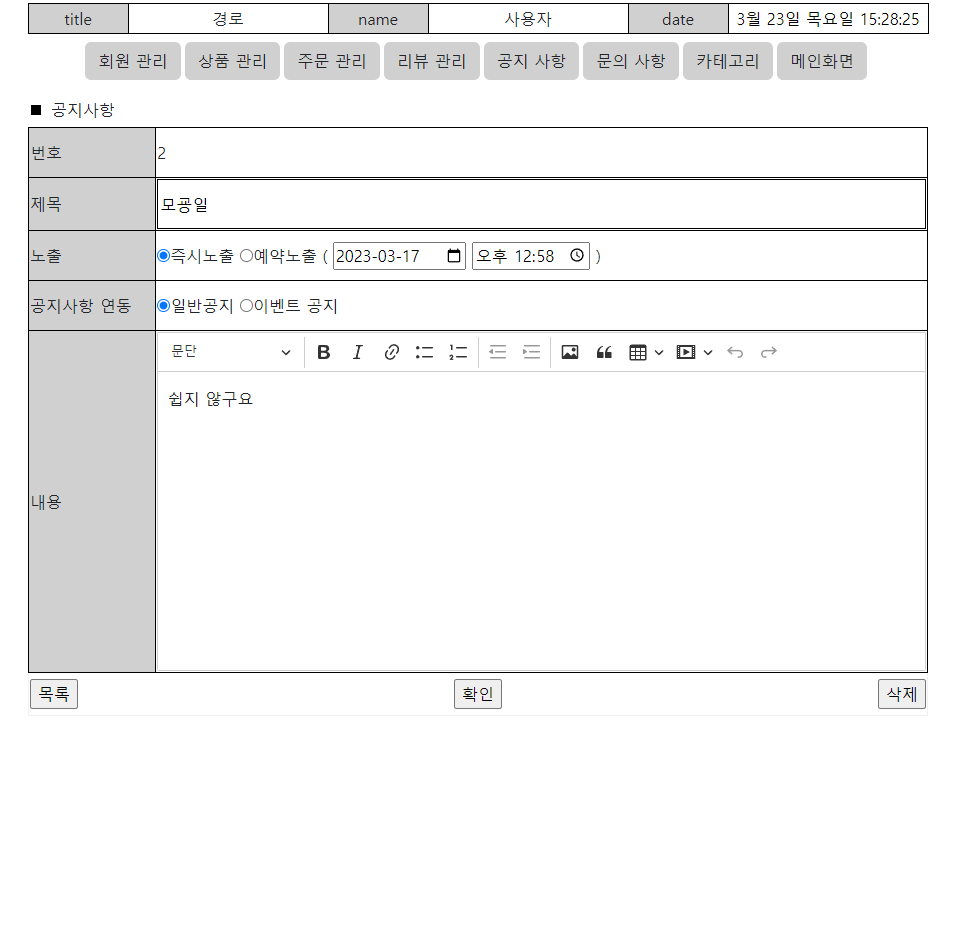 title 경로 name 사용자 date 3월 23일 목요일 15:28:25
회원 관리 상품 관리 주문 관리 리뷰 관리 공지 사항 문의 사항 카테고리 메인화면
■ 공지사항
번호 2
제목 모공일
노출 즉시노출 예약노출 ( 2023-03-17 오후 12:58 )
공지사항 연동 일반공지 이벤트 공지
문단
내용 쉽지 않구요
목록 확인 삭제